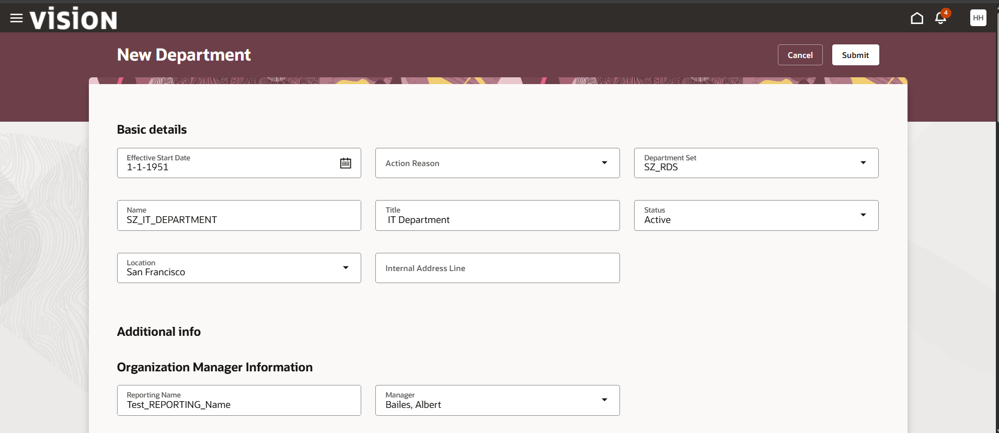 vision
4
HH
New Department
Cancel
Submit
Basic details
Effective Start Date
1-1-1951
Action Reason
Department Set
SZ_RDS
Name
SZ_IT_DEPARTMENT
Title
IT Department
Status
Active
Location
San Francisco
Internal Address Line
Additional info
Organization Manager Information
Reporting Name
Test_REPORTING_Name
Manager
Bailes, Albert